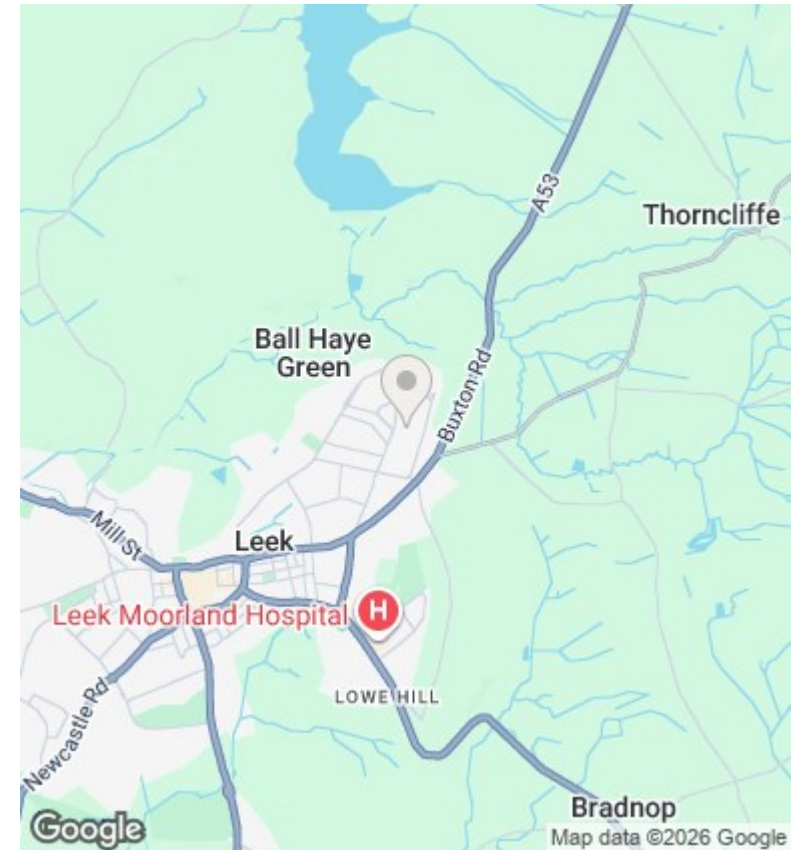 A53
Thorncliffe
Ball Haye
Green
Buxton Rd
Mill St
Leek
Leek Moorland Hospital
H
LOWE HILL
Newcastle Rd
Bradnop
Google
Map data ©2026 Google